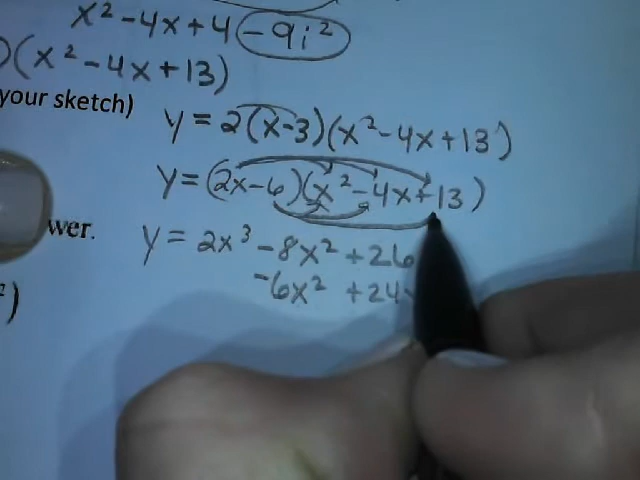 x² - 4x + 4 - 9i²
)(x² - 4x + 13)
your sketch)
y = 2(x - 3)(x² - 4x + 13)
y = (2x - 6)(x² - 4x + 13)
wer.
y = 2x³ - 8x² + 26
-6x² + 24
²)